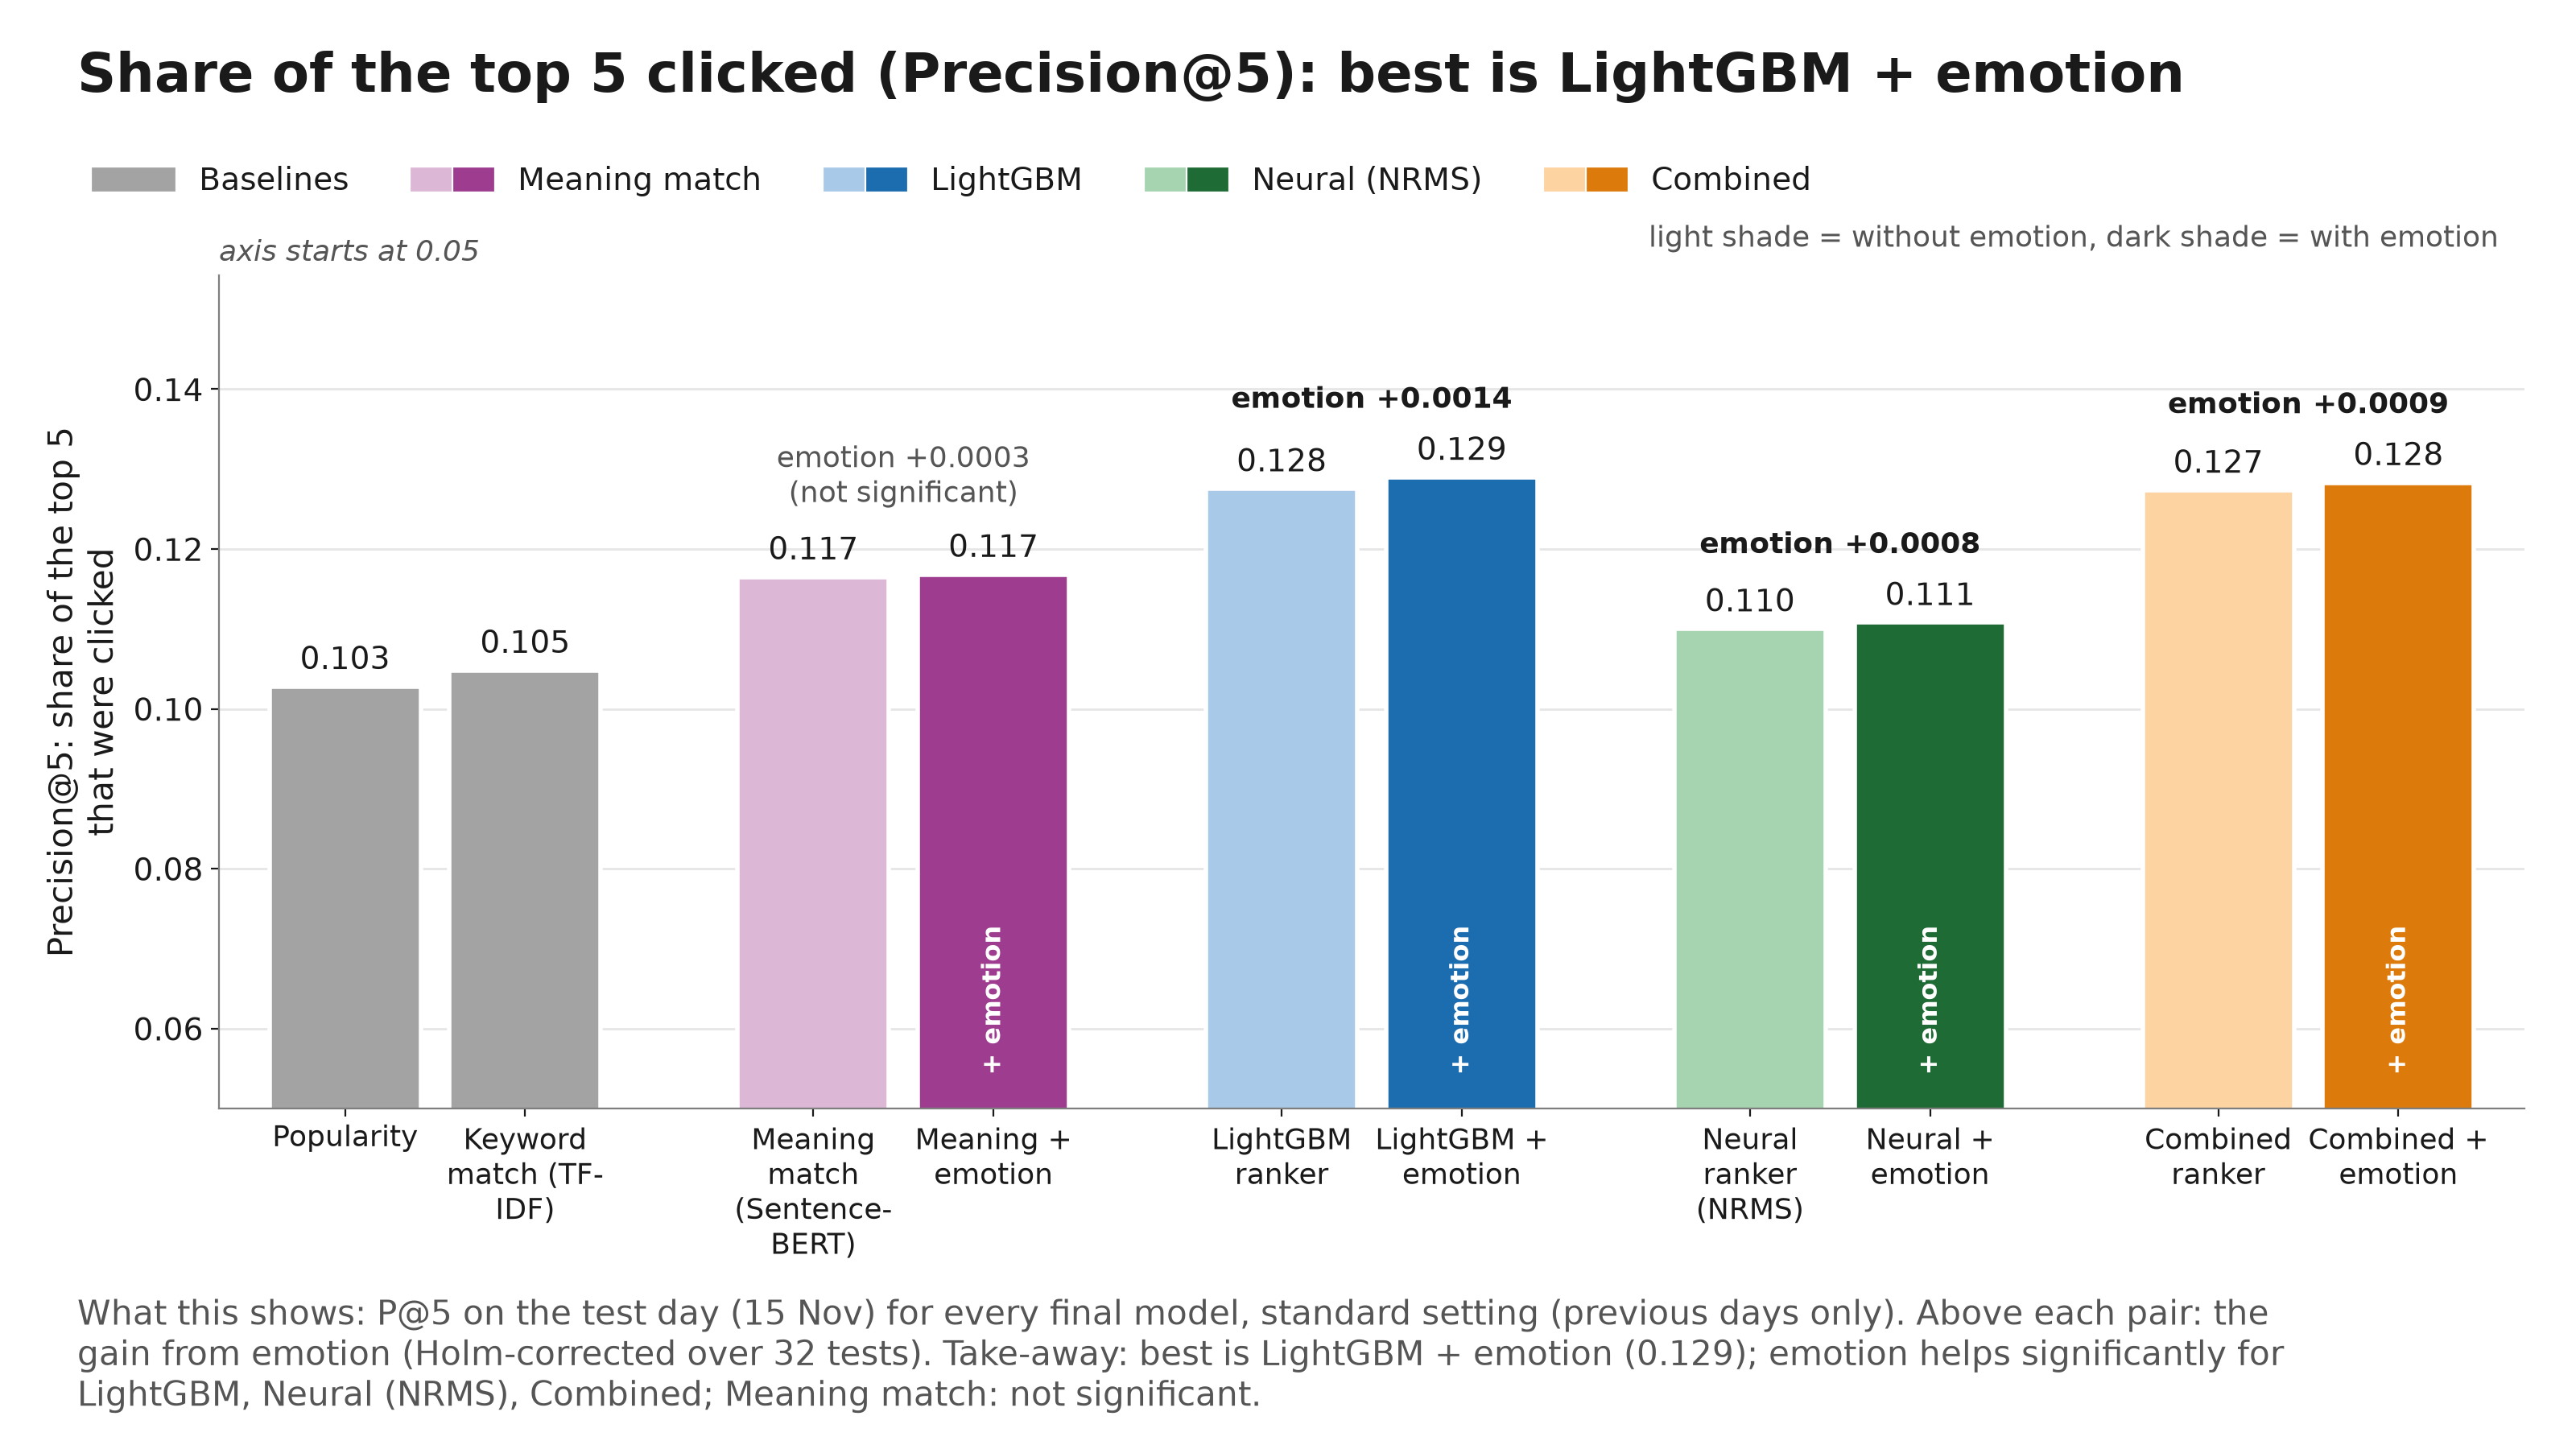 Share of the top 5 clicked (Precision@5): best is LightGBM + emotion
Baselines
Meaning match
LightGBM
Neural (NRMS)
Combined
axis starts at 0.05
light shade = without emotion, dark shade = with emotion
Precision@5: share of the top 5
that were clicked
0.14
0.12
0.10
0.08
0.06
0.103
0.105
emotion +0.0003
(not significant)
0.117
0.117
emotion +0.0014
0.128
0.129
emotion +0.0008
0.110
0.111
emotion +0.0009
0.127
0.128
+ emotion
+ emotion
+ emotion
+ emotion
Popularity
Keyword
match (TF-
IDF)
Meaning
match
(Sentence-
BERT)
Meaning +
emotion
LightGBM
ranker
LightGBM +
emotion
Neural
ranker
(NRMS)
Neural +
emotion
Combined
ranker
Combined +
emotion
What this shows: P@5 on the test day (15 Nov) for every final model, standard setting (previous days only). Above each pair: the
gain from emotion (Holm-corrected over 32 tests). Take-away: best is LightGBM + emotion (0.129); emotion helps significantly for
LightGBM, Neural (NRMS), Combined; Meaning match: not significant.